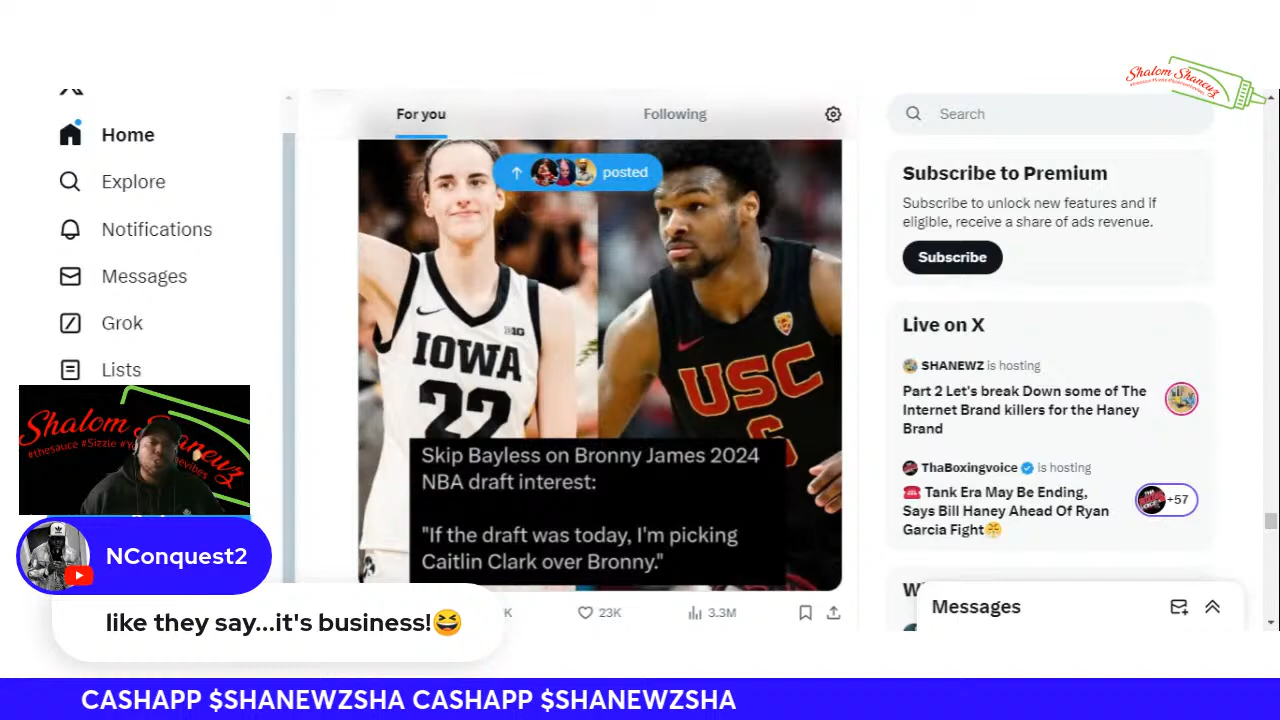 Shalom Shanewz
For you
Following
Search
Home
posted
Explore
Notifications
Messages
Grok
Lists
Subscribe to Premium
Subscribe to unlock new features and if
eligible, receive a share of ads revenue.
Subscribe
IOWA
22
USC
Live on X
SHANEWZ is hosting
Part 2 Let's break Down some of The
Internet Brand killers for the Haney
Brand
ThaBoxingvoice is hosting
☎️ Tank Era May Be Ending,
Says Bill Haney Ahead Of Ryan
Garcia Fight😤
+57
Skip Bayless on Bronny James 2024
NBA draft interest:
"If the draft was today, I'm picking
Caitlin Clark over Bronny."
Shalom Shanewz
NConquest2
like they say...it's business!😆
K
23K
3.3M
Messages
CASHAPP $SHANEWZSHA CASHAPP $SHANEWZSHA